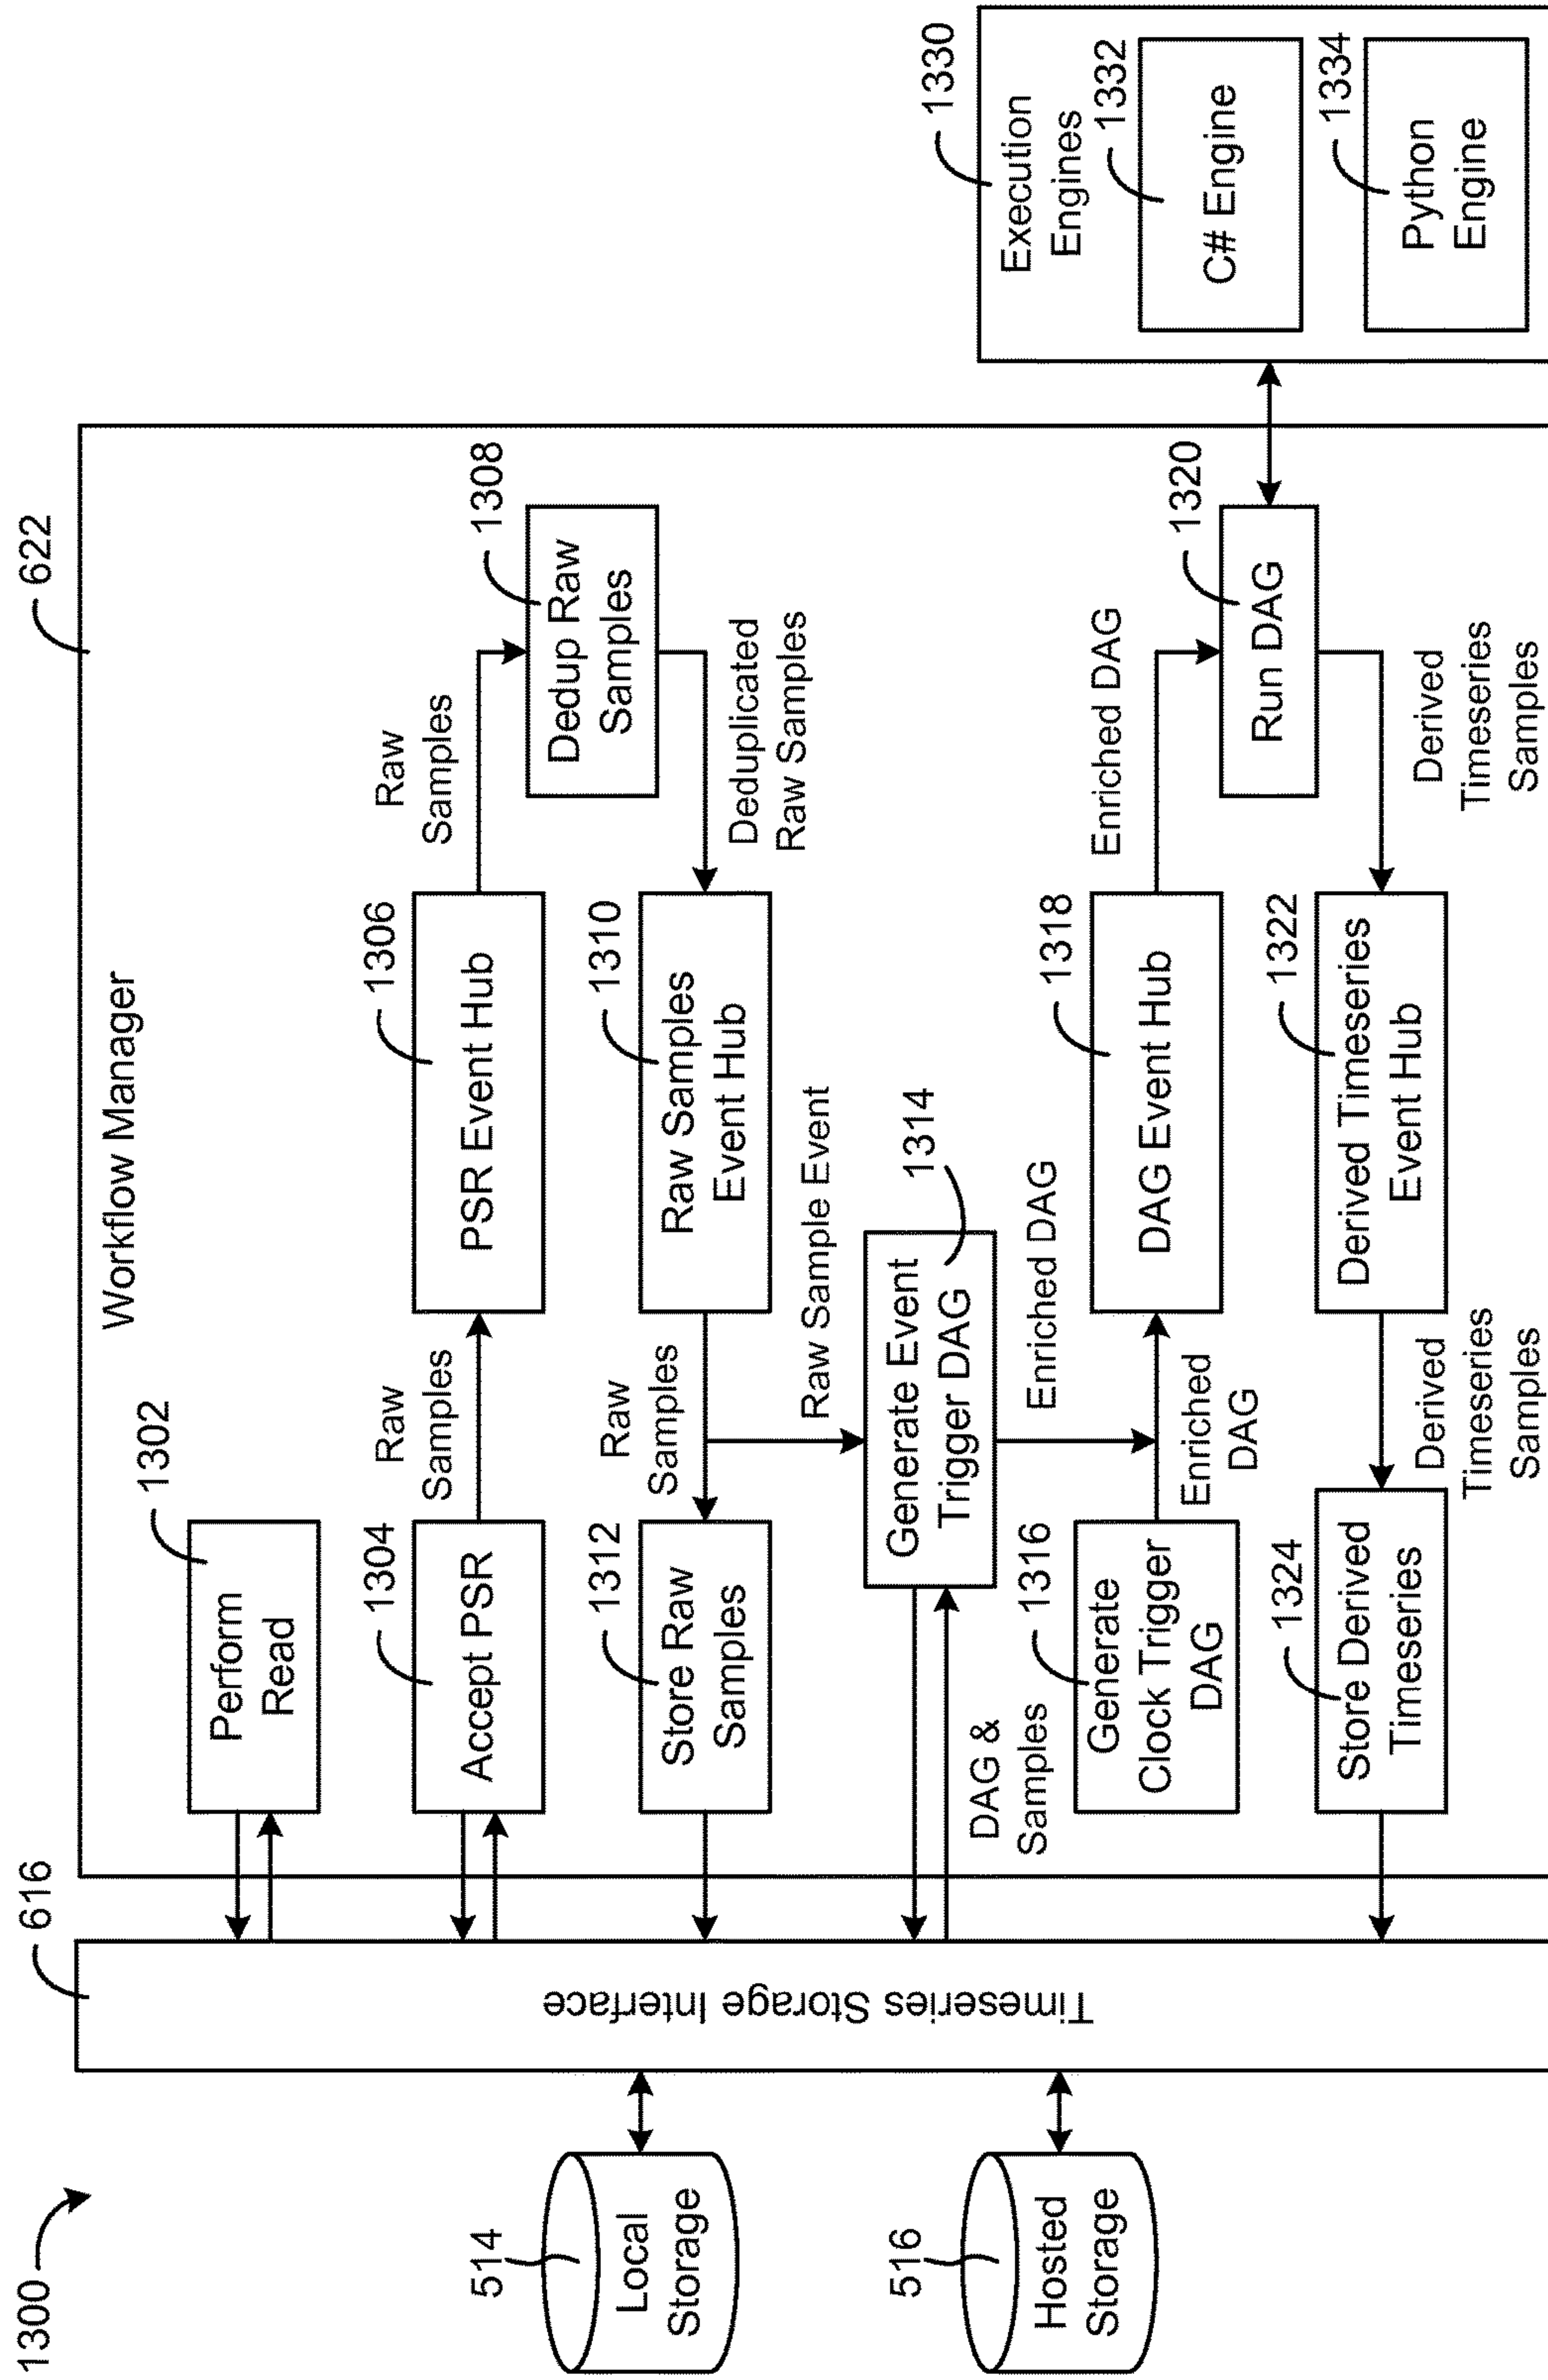 1300
616
622
Workflow Manager
514
Local
Storage
516
Hosted
Storage
Timeseries Storage Interface
Perform
Read
1302
Accept PSR
1304
Raw
Samples
PSR Event Hub
1306
Raw
Samples
Dedup Raw
Samples
1308
Deduplicated
Raw Samples
Raw Samples
Event Hub
1310
Raw
Samples
Store Raw
Samples
1312
Raw Sample Event
Generate Event
Trigger DAG
1314
DAG &
Samples
Enriched DAG
Generate
Clock Trigger
DAG
1316
Enriched
DAG
DAG Event Hub
1318
Enriched DAG
Run DAG
1320
Derived
Timeseries
Samples
Derived Timeseries
Event Hub
1322
Derived
Timeseries
Samples
Store Derived
Timeseries
1324
Execution
Engines
1330
C# Engine
1332
Python
Engine
1334